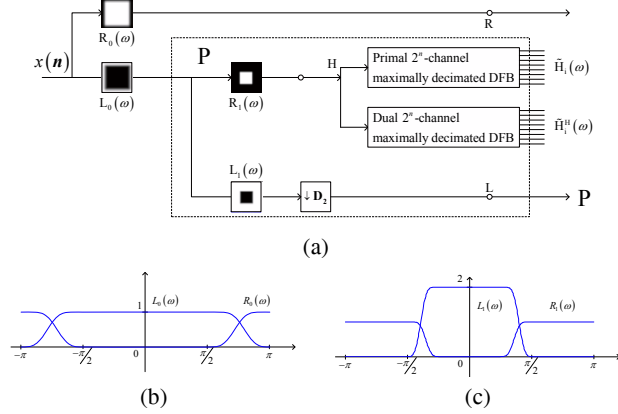 R₀(ω)
R
x(n)
L₀(ω)
P
R₁(ω)
H
Primal 2ⁿ-channel
maximally decimated DFB
H̃ᵢ(ω)
Dual 2ⁿ-channel
maximally decimated DFB
H̃ᵢᴴ(ω)
L₁(ω)
↓ D₂
L
P
(a)
1
L₀(ω)
R₀(ω)
-π
-π/2
0
π/2
π
(b)
2
L₁(ω)
R₁(ω)
-π
-π/2
0
π/2
π
(c)